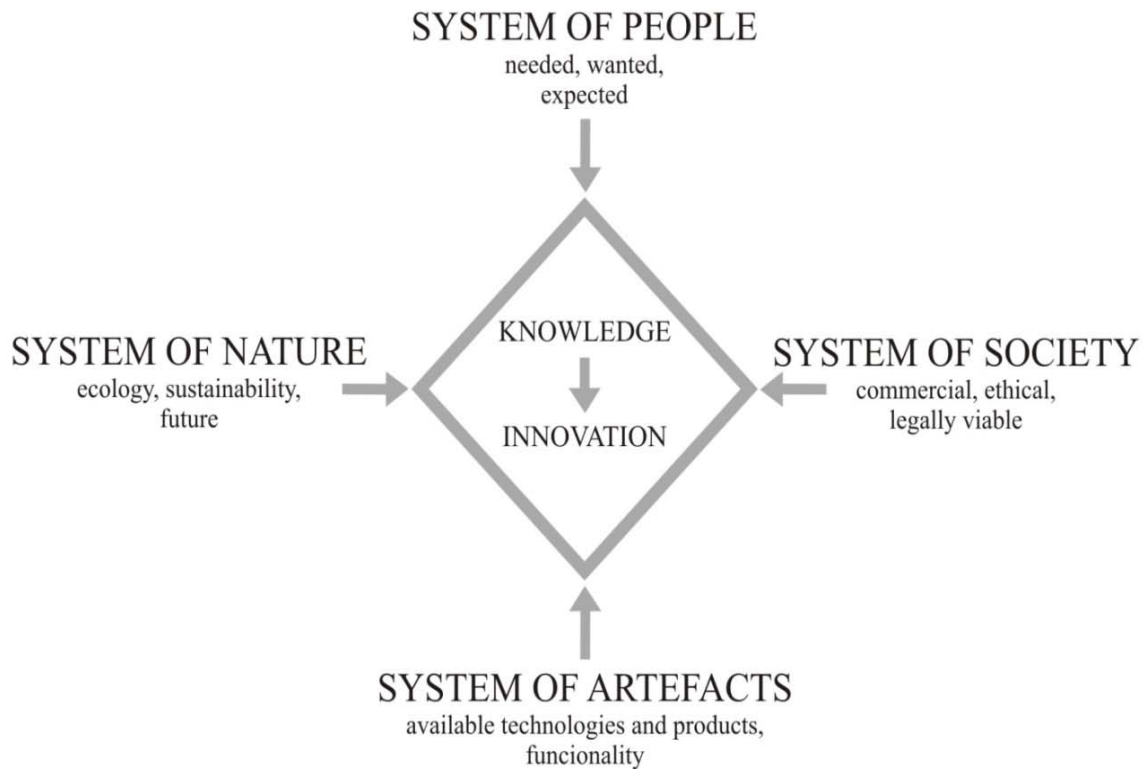 SYSTEM OF PEOPLE
needed, wanted,
expected
KNOWLEDGE
SYSTEM OF NATURE
ecology, sustainability,
future
SYSTEM OF SOCIETY
commercial, ethical,
legally viable
INNOVATION
SYSTEM OF ARTEFACTS
available technologies and products,
funcionality